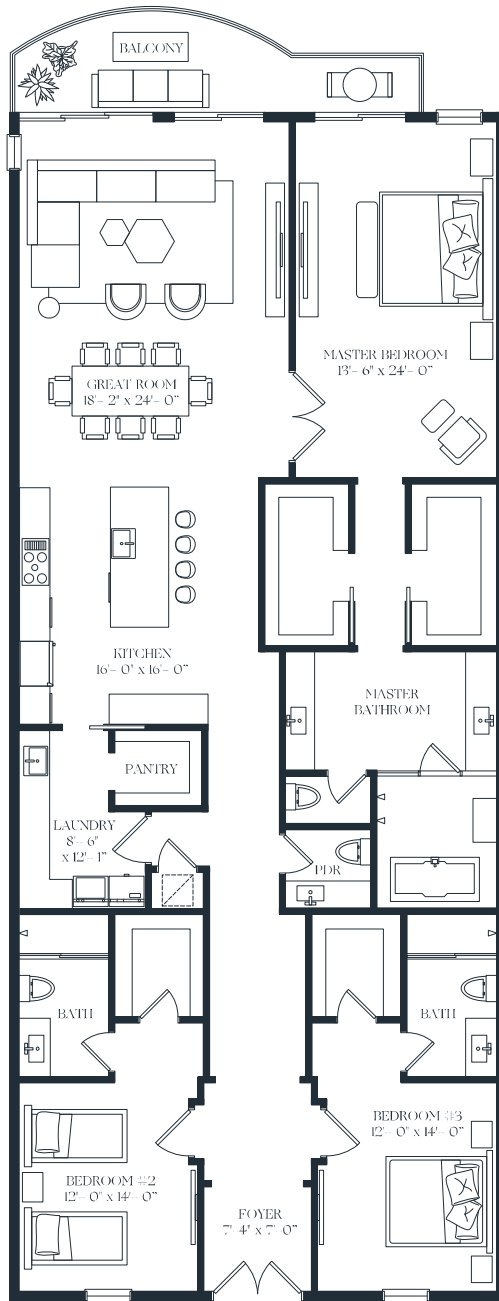 BALCONY
MASTER BEDROOM
13'- 6" x 24'- 0"
GREAT ROOM
18'- 2" x 24'- 0"
KITCHEN
16'- 0" x 16'- 0"
MASTER
BATHROOM
PANTRY
LAUNDRY
8'- 6"
x 12'- 1"
PDR
BATH
BATH
BEDROOM #3
12'- 0" x 14'- 0"
BEDROOM #2
12'- 0" x 14'- 0"
FOYER
7'- 4" x 7'- 0"